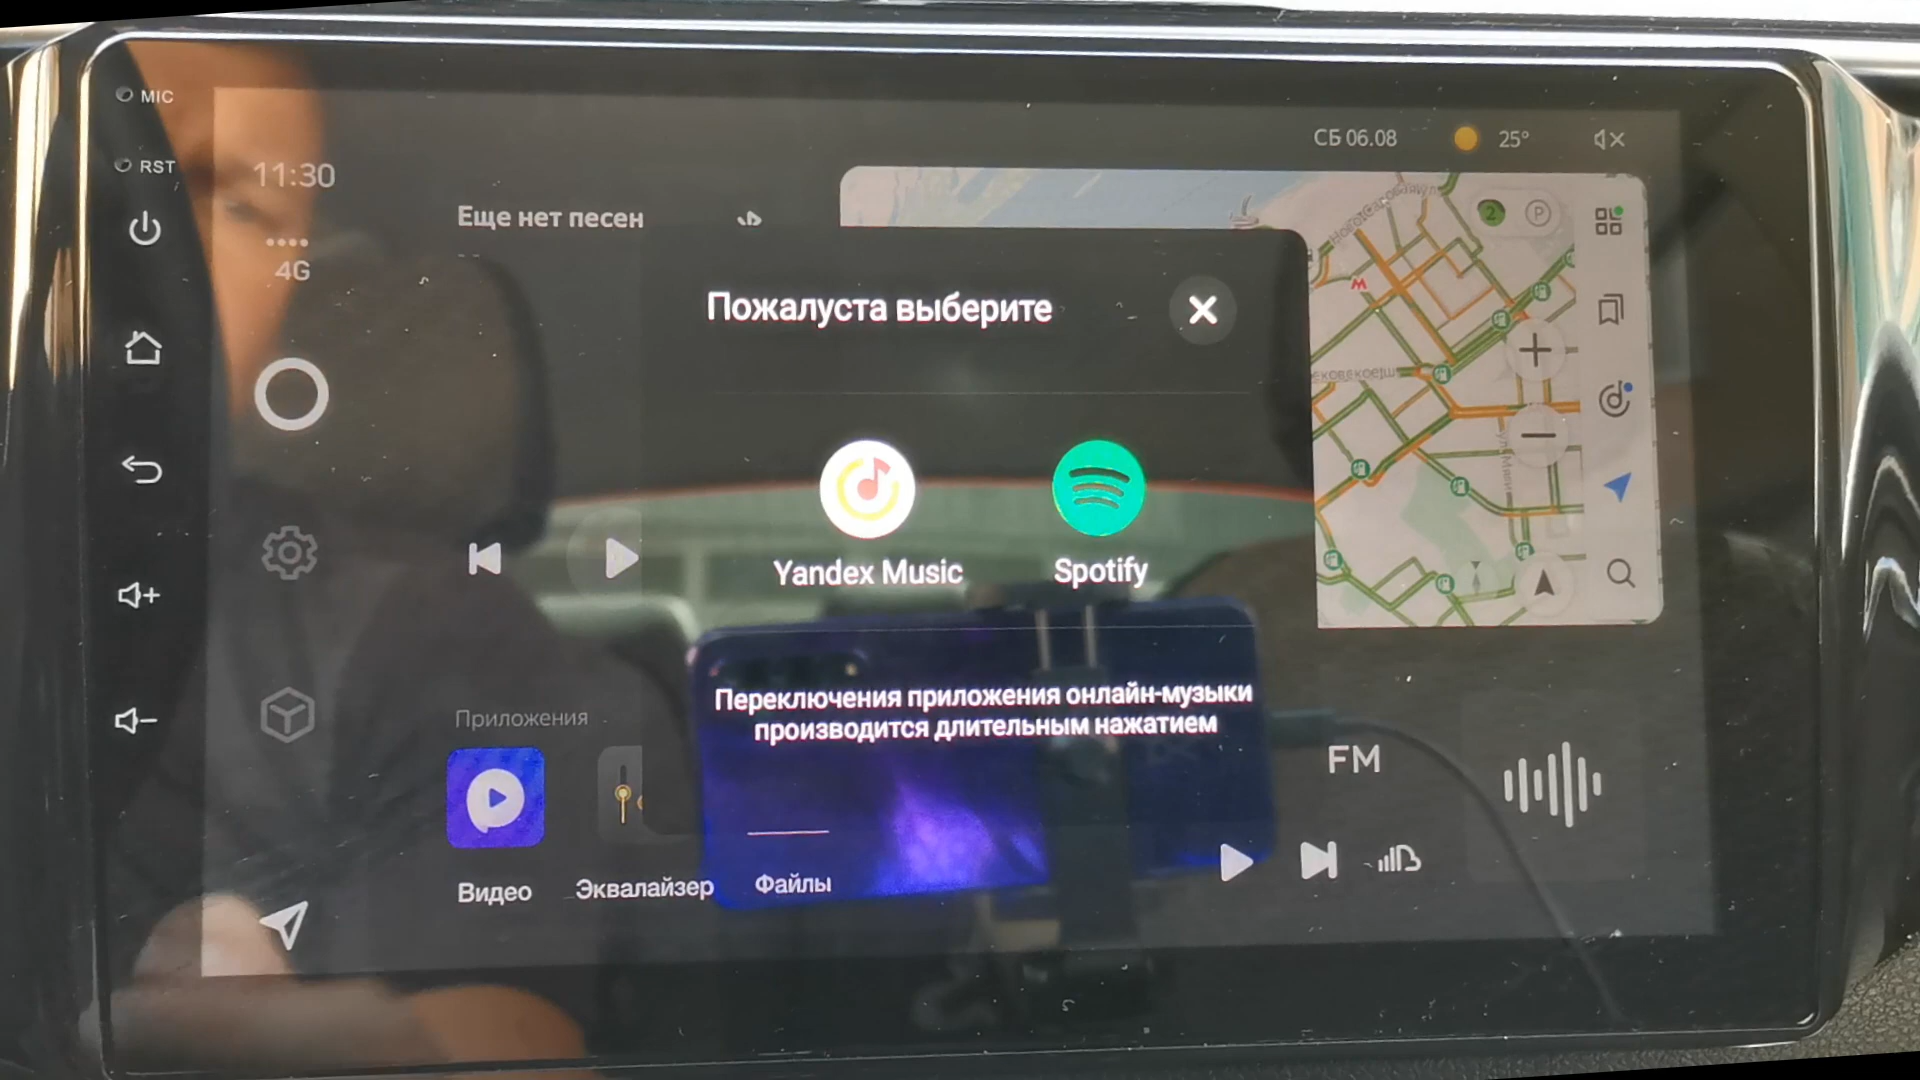 MIC
RST
11:30
4G
СБ 06.08
25°
Еще нет песен
--
Пожалуста выберите
2
P
Yandex Music
Spotify
Переключения приложения онлайн-музыки
производится длительным нажатием
Приложения
FM
Видео
Эквалайзер
Файлы